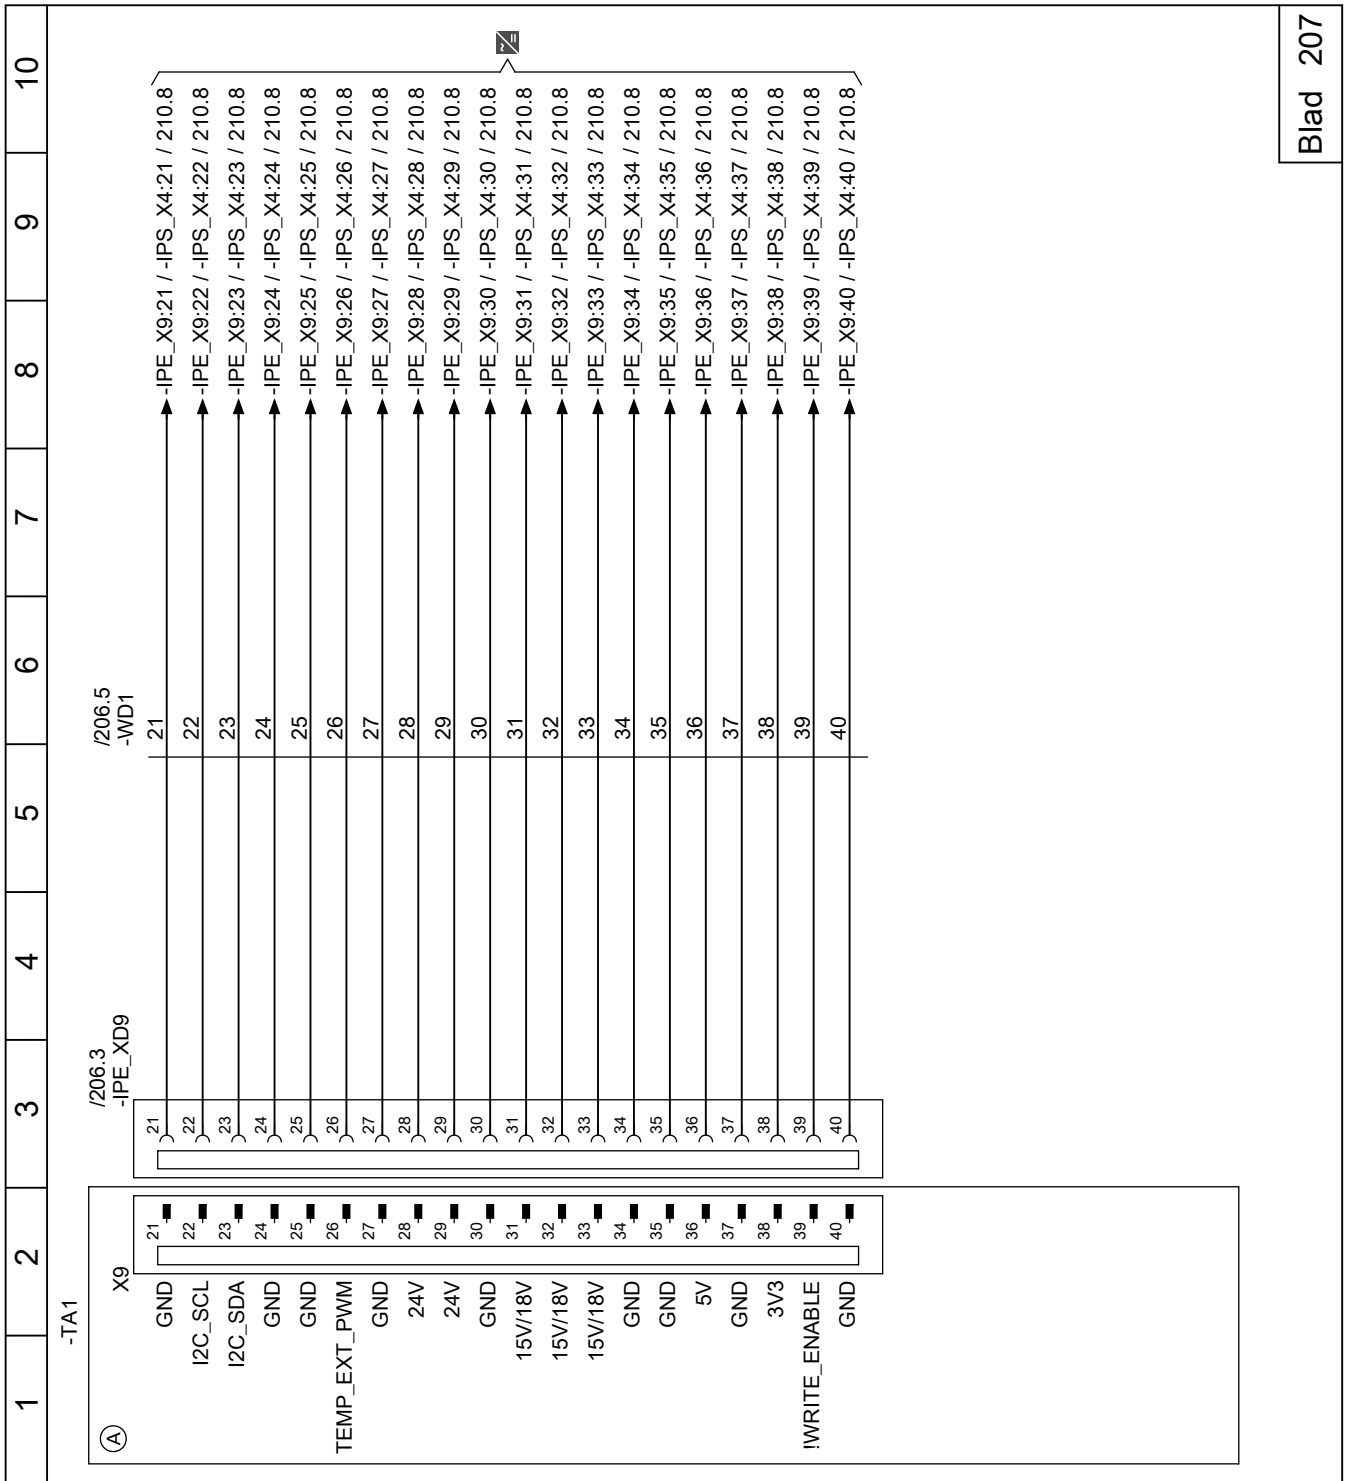 1 2 3 4 5 6 7 8 9 10
-TA1
A
X9
/206.3
-IPE_XD9
/206.5
-WD1
GND 21 21 21 -IPE_X9:21 / -IPS_X4:21 / 210.8
I2C_SCL 22 22 22 -IPE_X9:22 / -IPS_X4:22 / 210.8
I2C_SDA 23 23 23 -IPE_X9:23 / -IPS_X4:23 / 210.8
GND 24 24 24 -IPE_X9:24 / -IPS_X4:24 / 210.8
GND 25 25 25 -IPE_X9:25 / -IPS_X4:25 / 210.8
TEMP_EXT_PWM 26 26 26 -IPE_X9:26 / -IPS_X4:26 / 210.8
GND 27 27 27 -IPE_X9:27 / -IPS_X4:27 / 210.8
24V 28 28 28 -IPE_X9:28 / -IPS_X4:28 / 210.8
24V 29 29 29 -IPE_X9:29 / -IPS_X4:29 / 210.8
GND 30 30 30 -IPE_X9:30 / -IPS_X4:30 / 210.8
15V/18V 31 31 31 -IPE_X9:31 / -IPS_X4:31 / 210.8
15V/18V 32 32 32 -IPE_X9:32 / -IPS_X4:32 / 210.8
15V/18V 33 33 33 -IPE_X9:33 / -IPS_X4:33 / 210.8
GND 34 34 34 -IPE_X9:34 / -IPS_X4:34 / 210.8
GND 35 35 35 -IPE_X9:35 / -IPS_X4:35 / 210.8
5V 36 36 36 -IPE_X9:36 / -IPS_X4:36 / 210.8
GND 37 37 37 -IPE_X9:37 / -IPS_X4:37 / 210.8
3V3 38 38 38 -IPE_X9:38 / -IPS_X4:38 / 210.8
!WRITE_ENABLE 39 39 39 -IPE_X9:39 / -IPS_X4:39 / 210.8
GND 40 40 40 -IPE_X9:40 / -IPS_X4:40 / 210.8
Blad 207